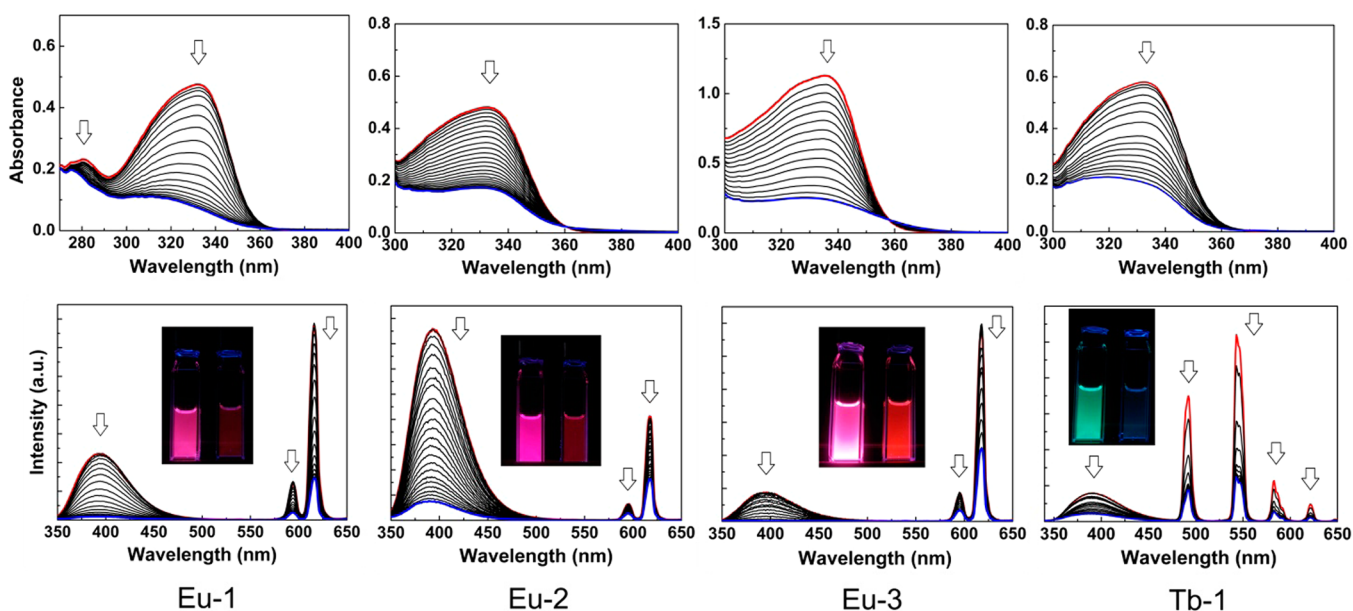 Absorbance
0.6
0.4
0.2
0.0
280 300 320 340 360 380 400
Wavelength (nm)
0.8
0.6
0.4
0.2
0.0
300 320 340 360 380 400
Wavelength (nm)
1.5
1.0
0.5
0.0
300 320 340 360 380 400
Wavelength (nm)
0.8
0.6
0.4
0.2
0.0
300 320 340 360 380 400
Wavelength (nm)
Intensity (a.u.)
350 400 450 500 550 600 650
Wavelength (nm)
350 400 450 500 550 600 650
Wavelength (nm)
350 400 450 500 550 600 650
Wavelength (nm)
350 400 450 500 550 600 650
Wavelength (nm)
Eu-1 Eu-2 Eu-3 Tb-1